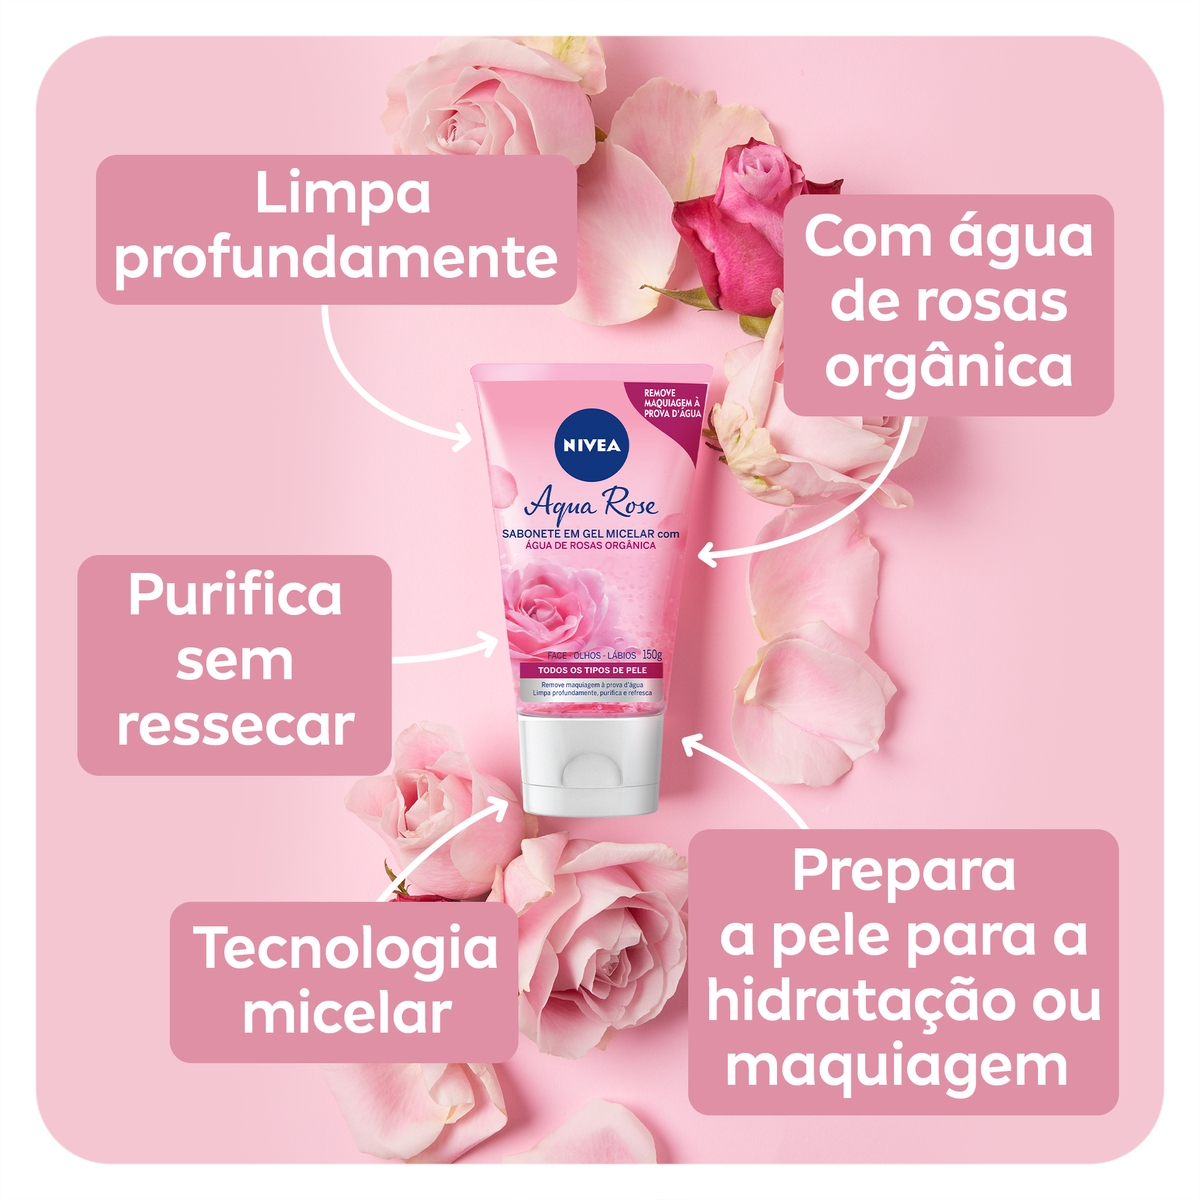 Limpa
profundamente
Com água
de rosas
orgânica
REMOVE
MAQUIAGEM À
PROVA D'ÁGUA
NIVEA
Aqua Rose
SABONETE EM GEL MICELAR com
ÁGUA DE ROSAS ORGÂNICA
Purifica
sem
ressecar
FACE - OLHOS - LÁBIOS 150g
TODOS OS TIPOS DE PELE
Remove maquiagem à prova d'água
Limpa profundamente, purifica e refresca
Tecnologia
micelar
Prepara
a pele para a
hidratação ou
maquiagem